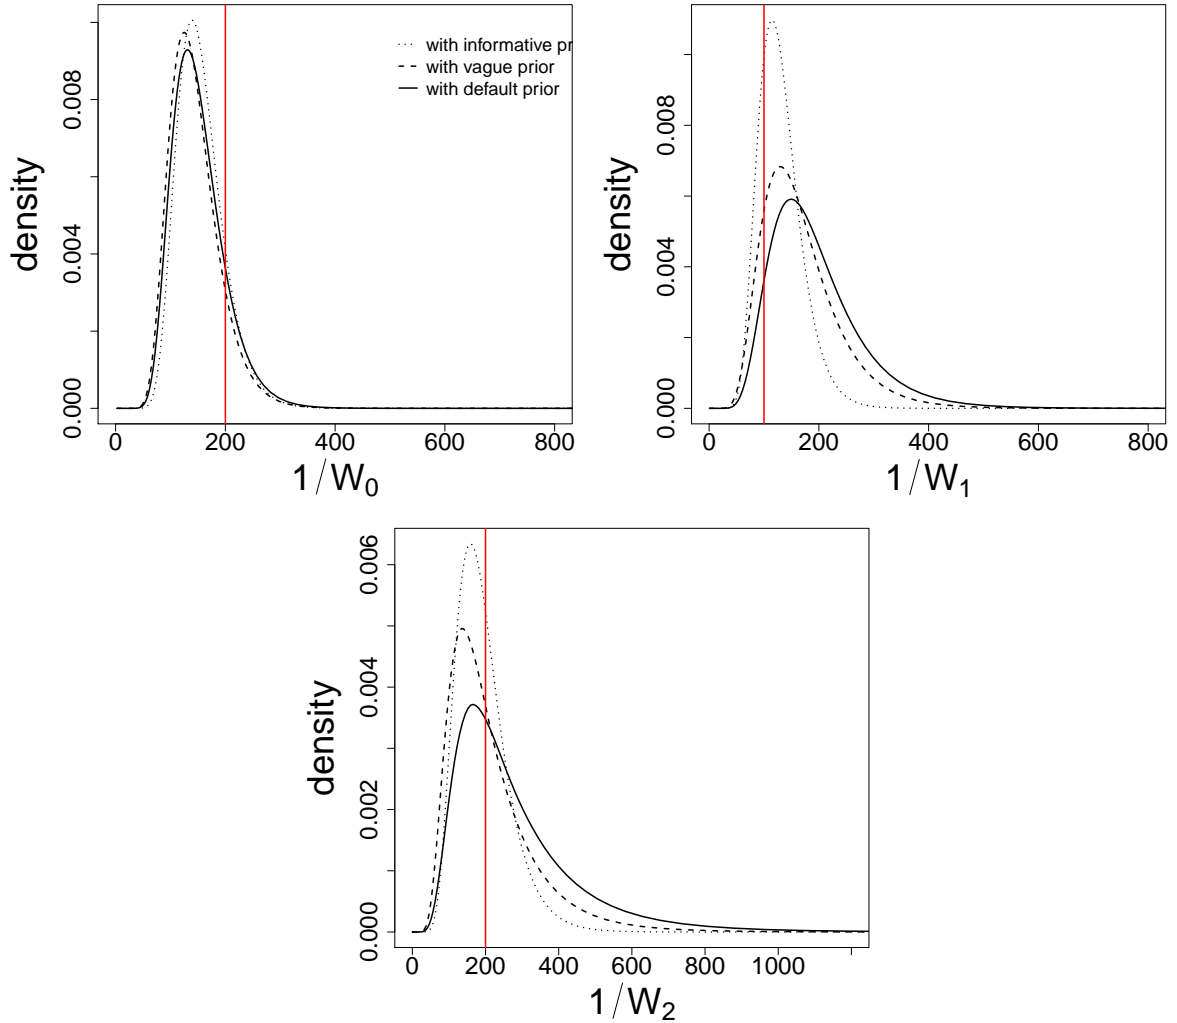 density
0.000 0.004 0.008
with informative pr
with vague prior
with default prior
0 200 400 600 800
1/W0
density
0.000 0.004 0.008
0 200 400 600 800
1/W1
density
0.000 0.002 0.004 0.006
0 200 400 600 800 1000
1/W2